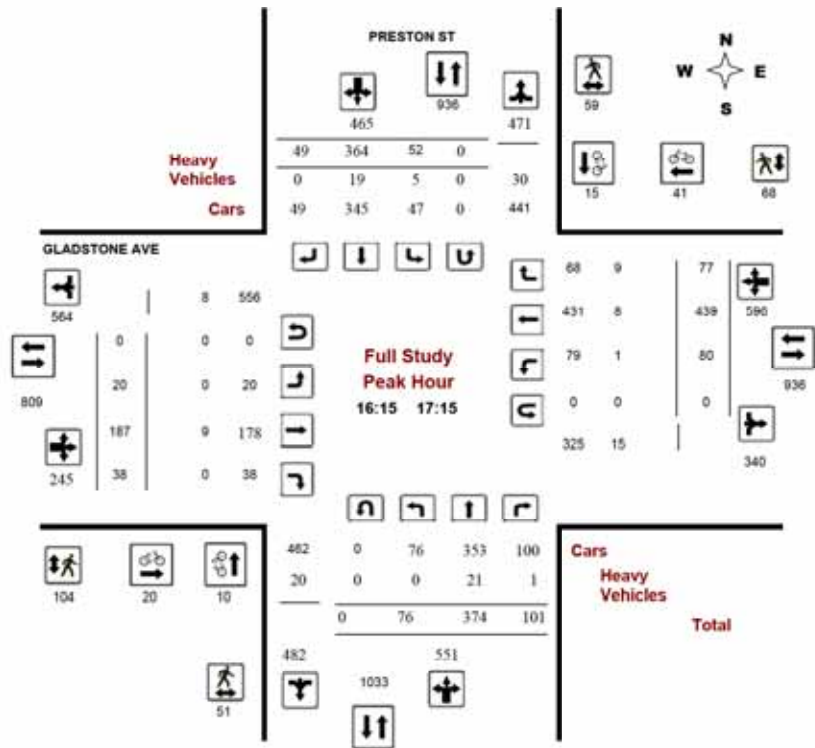 PRESTON ST
N
W E
S
936
59
465 471
49 364 52 0
Heavy
Vehicles
0 19 5 0 30
Cars
49 345 47 0 441
15 41 68
GLADSTONE AVE
564
8 556
0 0 0
809
20 0 20
187 9 178
245
38 0 38
Full Study
Peak Hour
16:15 17:15
68 9 77
431 8 439
596
79 1 80
936
0 0 0
325 15
340
462 0 76 353 100
20 0 0 21 1
0 76 374 101
482 551
1033
104 20 10
51
Cars
Heavy
Vehicles
Total